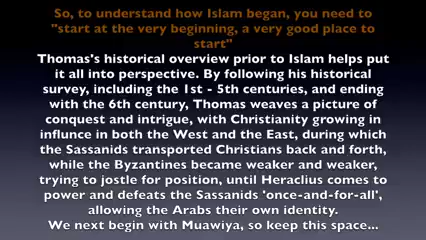 So, to understand how Islam began, you need to
"start at the very beginning, a very good place to
start"
Thomas's historical overview prior to Islam helps put
it all into perspective. By following his historical
survey, including the 1st - 5th centuries, and ending
with the 6th century, Thomas weaves a picture of
conquest and intrigue, with Christianity growing in
influnce in both the West and the East, during which
the Sassanids transported Christians back and forth,
while the Byzantines became weaker and weaker,
trying to jostle for position, until Heraclius comes to
power and defeats the Sassanids 'once-and-for-all',
allowing the Arabs their own identity.
We next begin with Muawiya, so keep this space...